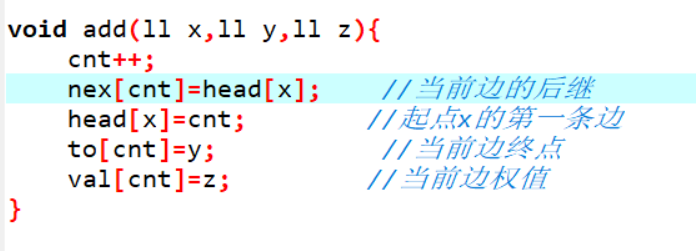 void add(ll x,ll y,ll z){
    cnt++;
    nex[cnt]=head[x];    //当前边的后继
    head[x]=cnt;        //起点x的第一条边
    to[cnt]=y;          //当前边终点
    val[cnt]=z;         //当前边权值
}